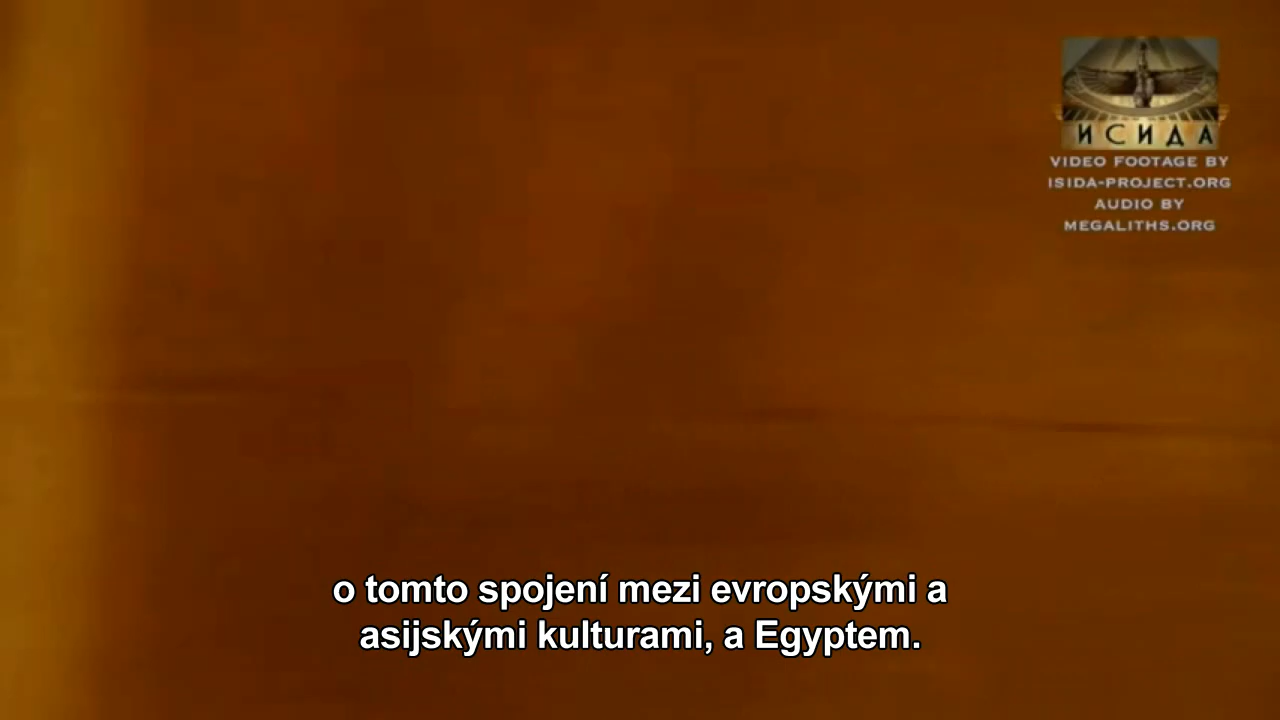 ИСИДА
VIDEO FOOTAGE BY
ISIDA-PROJECT.ORG
AUDIO BY
MEGALITHS.ORG
o tomto spojení mezi evropskými a
asijskými kulturami, a Egyptem.